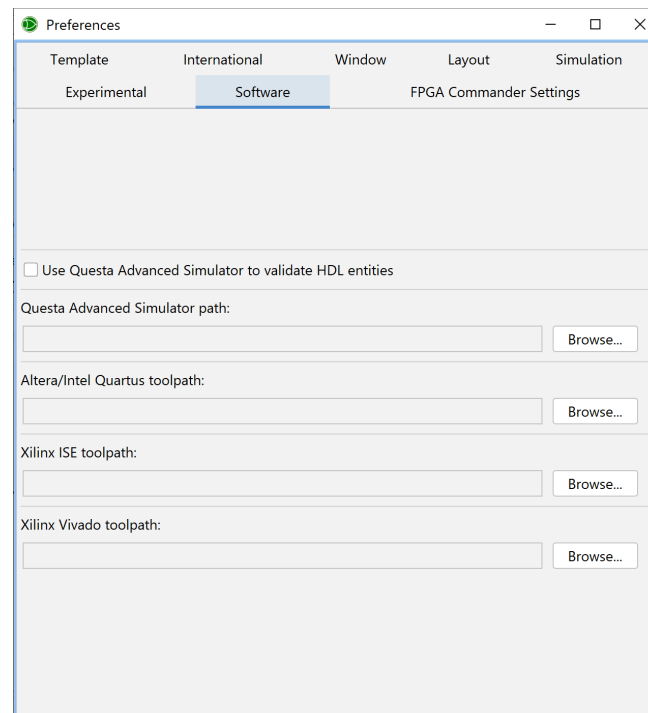 Preferences
Template International Window Layout Simulation
Experimental Software FPGA Commander Settings
Use Questa Advanced Simulator to validate HDL entities
Questa Advanced Simulator path:
Browse...
Altera/Intel Quartus toolpath:
Browse...
Xilinx ISE toolpath:
Browse...
Xilinx Vivado toolpath:
Browse...